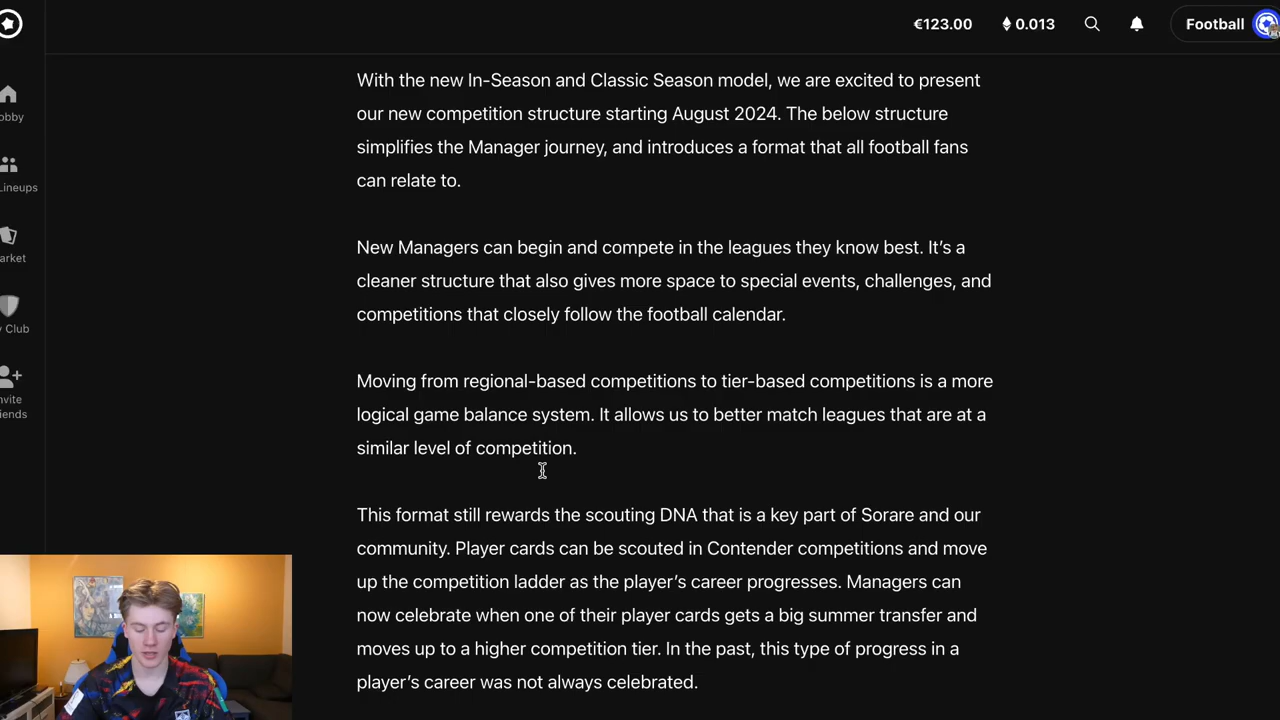 €123.00 0.013 Football
obby
Lineups
arket
y Club
nvite
iends
With the new In-Season and Classic Season model, we are excited to present
our new competition structure starting August 2024. The below structure
simplifies the Manager journey, and introduces a format that all football fans
can relate to.
New Managers can begin and compete in the leagues they know best. It’s a
cleaner structure that also gives more space to special events, challenges, and
competitions that closely follow the football calendar.
Moving from regional-based competitions to tier-based competitions is a more
logical game balance system. It allows us to better match leagues that are at a
similar level of competition.
This format still rewards the scouting DNA that is a key part of Sorare and our
community. Player cards can be scouted in Contender competitions and move
up the competition ladder as the player’s career progresses. Managers can
now celebrate when one of their player cards gets a big summer transfer and
moves up to a higher competition tier. In the past, this type of progress in a
player’s career was not always celebrated.